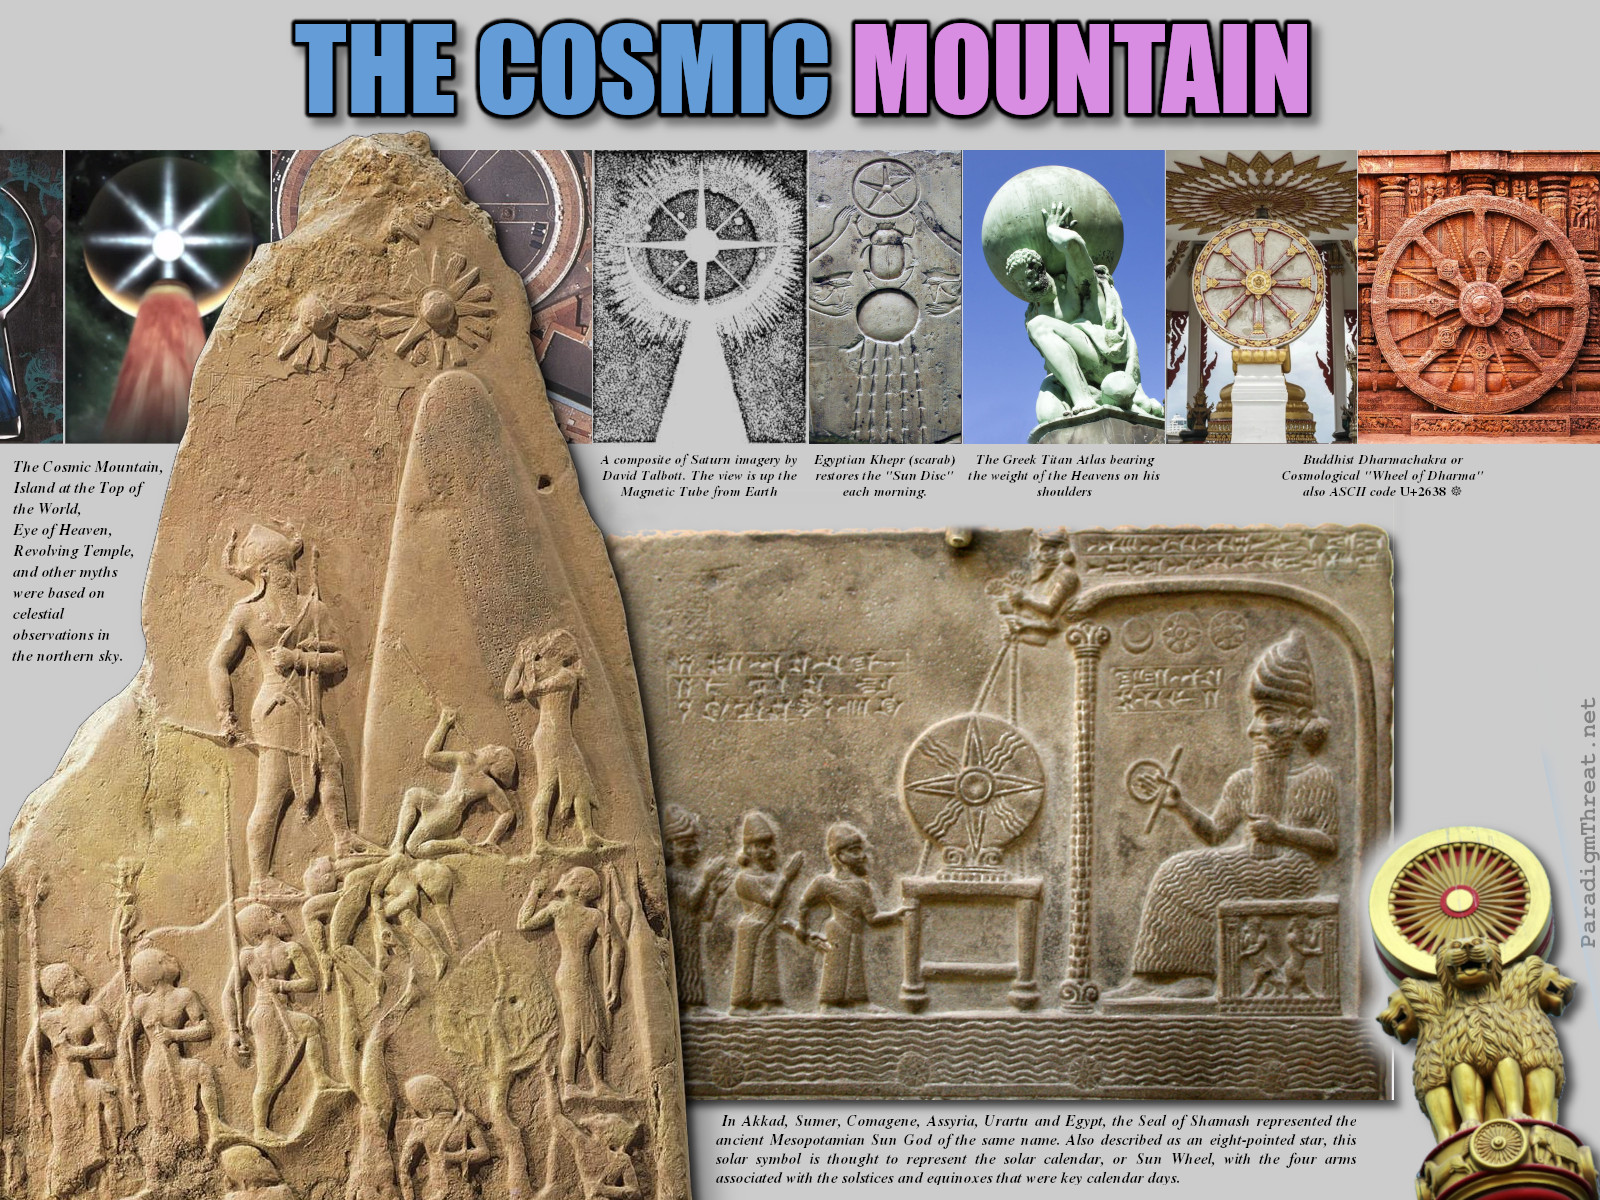 THE COSMIC MOUNTAIN
The Cosmic Mountain,
Island at the Top of
the World,
Eye of Heaven,
Revolving Temple,
and other myths
were based on
celestial
observations in
the northern sky.
A composite of Saturn imagery by
David Talbott. The view is up the
Magnetic Tube from Earth
Egyptian Khepr (scarab)
restores the "Sun Disc"
each morning.
The Greek Titan Atlas bearing
the weight of the Heavens on his
shoulders
Buddhist Dharmachakra or
Cosmological "Wheel of Dharma"
also ASCII code U+2638 ☸
ParadigmThreat.net
In Akkad, Sumer, Comagene, Assyria, Urartu and Egypt, the Seal of Shamash represented the
ancient Mesopotamian Sun God of the same name. Also described as an eight-pointed star, this
solar symbol is thought to represent the solar calendar, or Sun Wheel, with the four arms
associated with the solstices and equinoxes that were key calendar days.